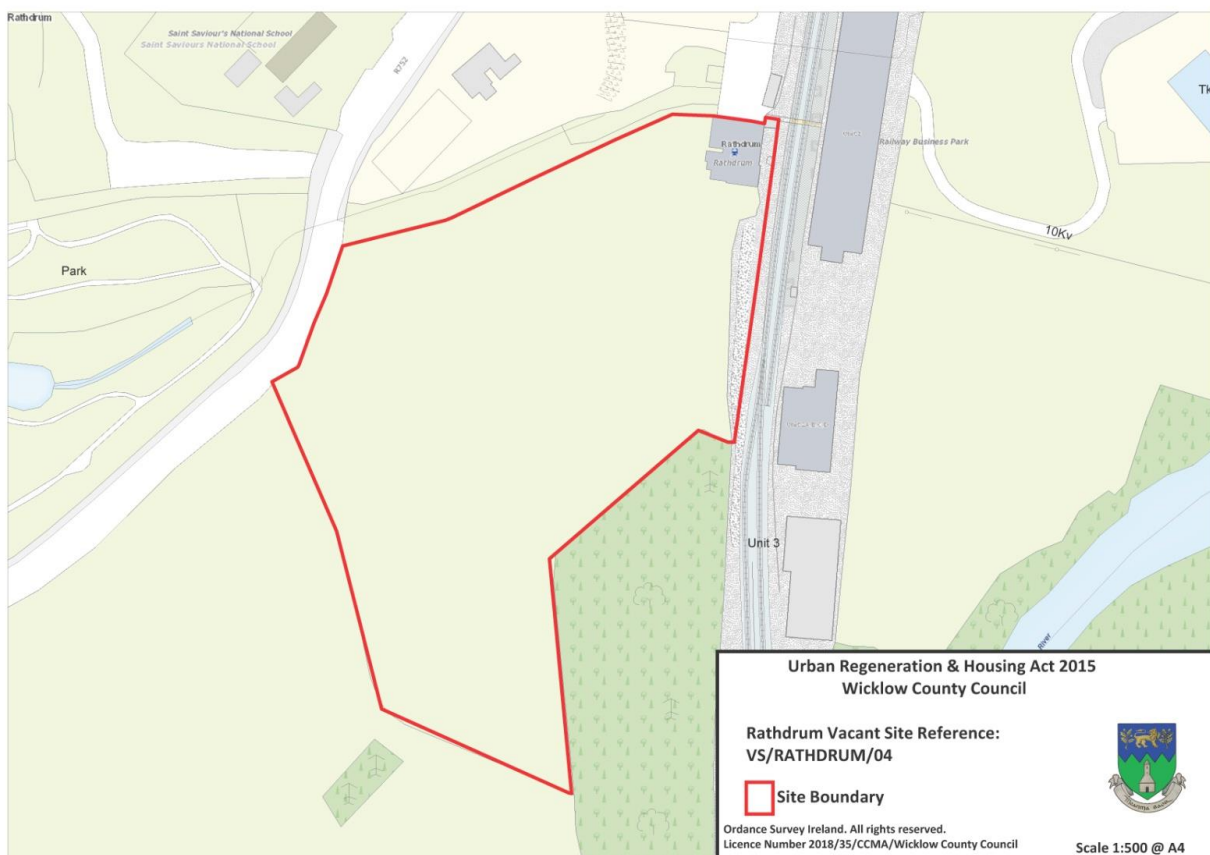 Rathdrum
Saint Saviour's National School
Saint Saviours National School
R752
Tk
Rathdrum
Rathdrum
Railway Business Park
10Kv
Park
Unit 3
River
Urban Regeneration & Housing Act 2015
Wicklow County Council
Rathdrum Vacant Site Reference:
VS/RATHDRUM/04
Site Boundary
Ordance Survey Ireland. All rights reserved.
Licence Number 2018/35/CCMA/Wicklow County Council
Scale 1:500 @ A4